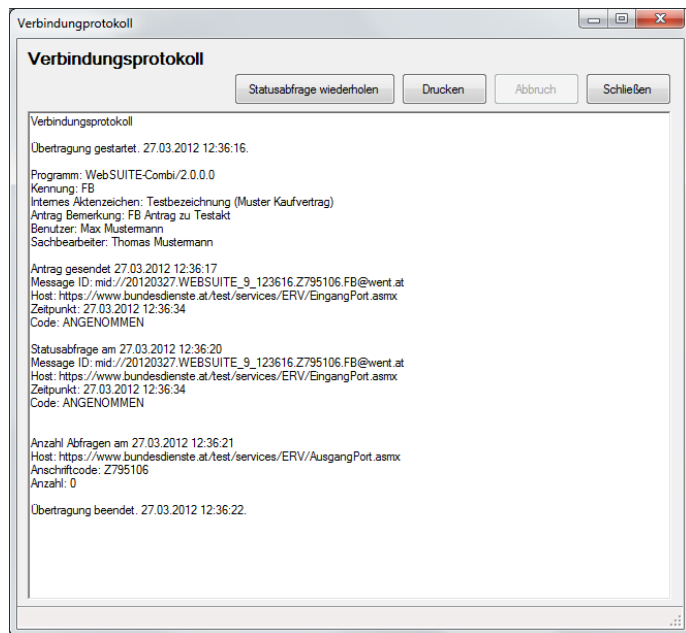 Verbindungprotokoll
Verbindungsprotokoll
Statusabfrage wiederholen Drucken Abbruch Schließen
Verbindungsprotokoll
Übertragung gestartet. 27.03.2012 12:36:16.
Programm: WebSUITE-Combi/2.0.0.0
Kennung: FB
Internes Aktenzeichen: Testbezeichnung (Muster Kaufvertrag)
Antrag Bemerkung: FB Antrag zu Testakt
Benutzer: Max Mustermann
Sachbearbeiter: Thomas Mustermann
Antrag gesendet 27.03.2012 12:36:17
Message ID: mid://20120327.WEBSUITE_9_123616.Z795106.FB@went.at
Host: https://www.bundesdienste.at/test/services/ERV/EingangPort.asmx
Zeitpunkt: 27.03.2012 12:36:34
Code: ANGENOMMEN
Statusabfrage am 27.03.2012 12:36:20
Message ID: mid://20120327.WEBSUITE_9_123616.Z795106.FB@went.at
Host: https://www.bundesdienste.at/test/services/ERV/EingangPort.asmx
Zeitpunkt: 27.03.2012 12:36:34
Code: ANGENOMMEN
Anzahl Abfragen am 27.03.2012 12:36:21
Host: https://www.bundesdienste.at/test/services/ERV/AusgangPort.asmx
Anschriftcode: Z795106
Anzahl: 0
Übertragung beendet. 27.03.2012 12:36:22.